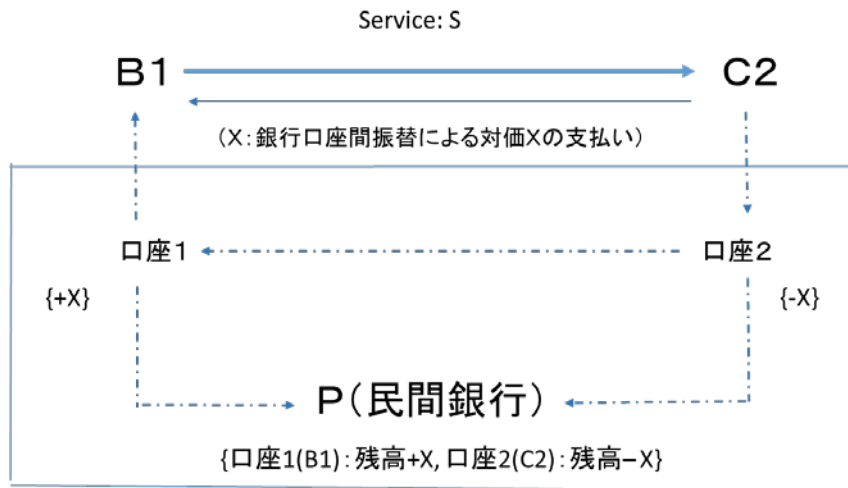 Service: S
B1
C2
（X：銀行口座間振替による対価Xの支払い）
口座1
口座2
{+X}
{-X}
P（民間銀行）
{口座1(B1)：残高+X, 口座2(C2)：残高−X}